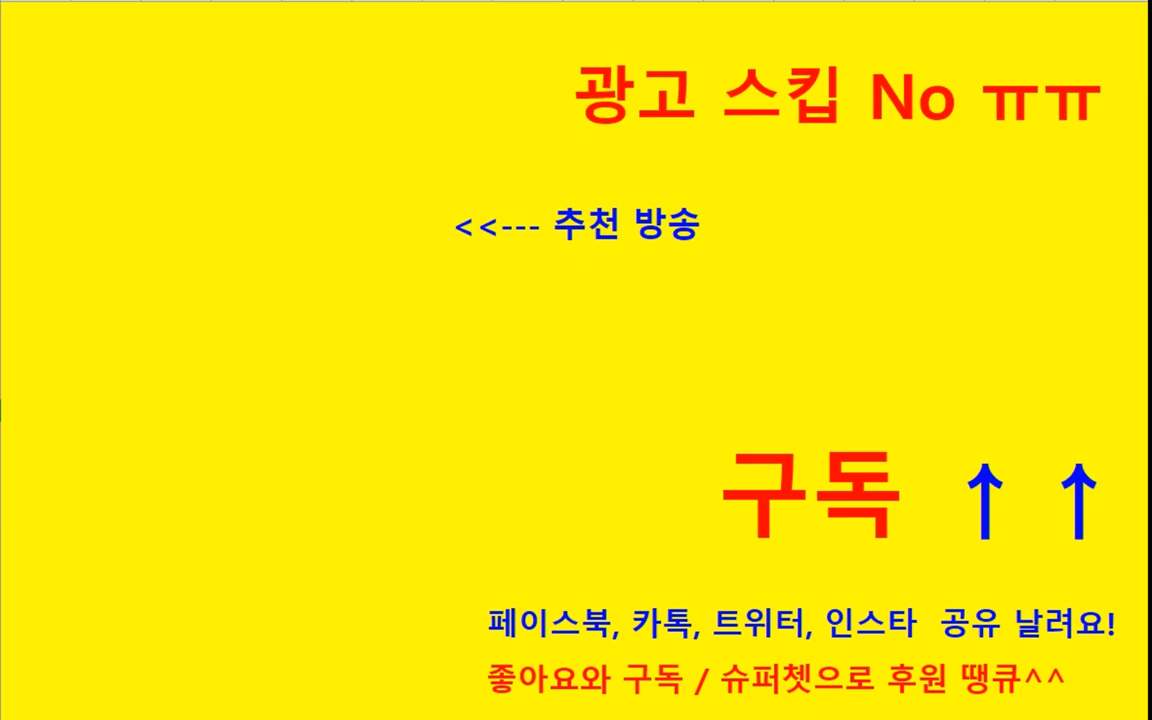 광고 스킵 No ㅠㅠ
<<--- 추천 방송
구독 ↑ ↑
페이스북, 카톡, 트위터, 인스타 공유 날려요!
좋아요와 구독 / 슈퍼쳇으로 후원 땡큐^^